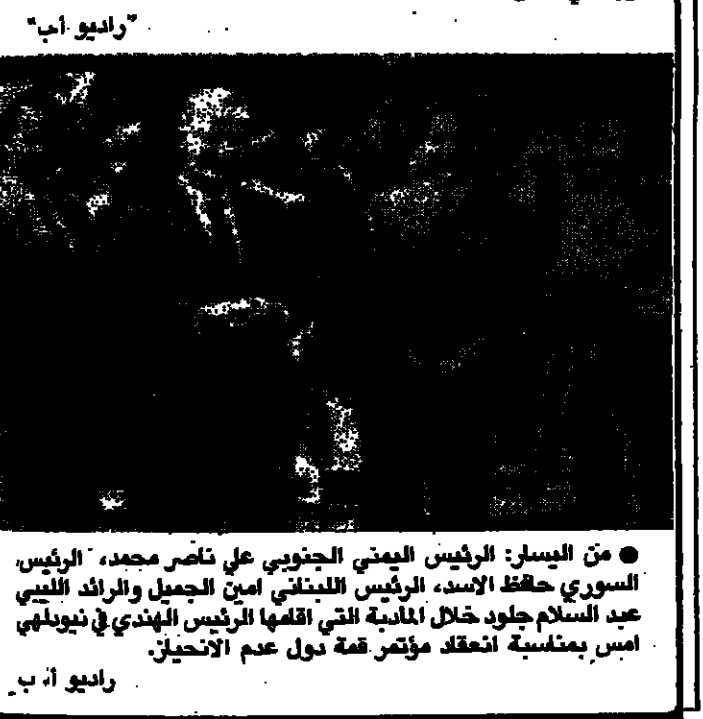 "راديو أ.ب"
● من اليسار: الرئيس اليمني الجنوبي علي ناصر محمد، الرئيس
السوري حافظ الاسد، الرئيس اللبناني امين الجميل والرائد الليبي
عبد السلام جلود خلال المادبة التي اقامها الرئيس الهندي في نيودلهي
امس بمناسبة انعقاد مؤتمر قمة دول عدم الانحياز.
راديو أ. ب